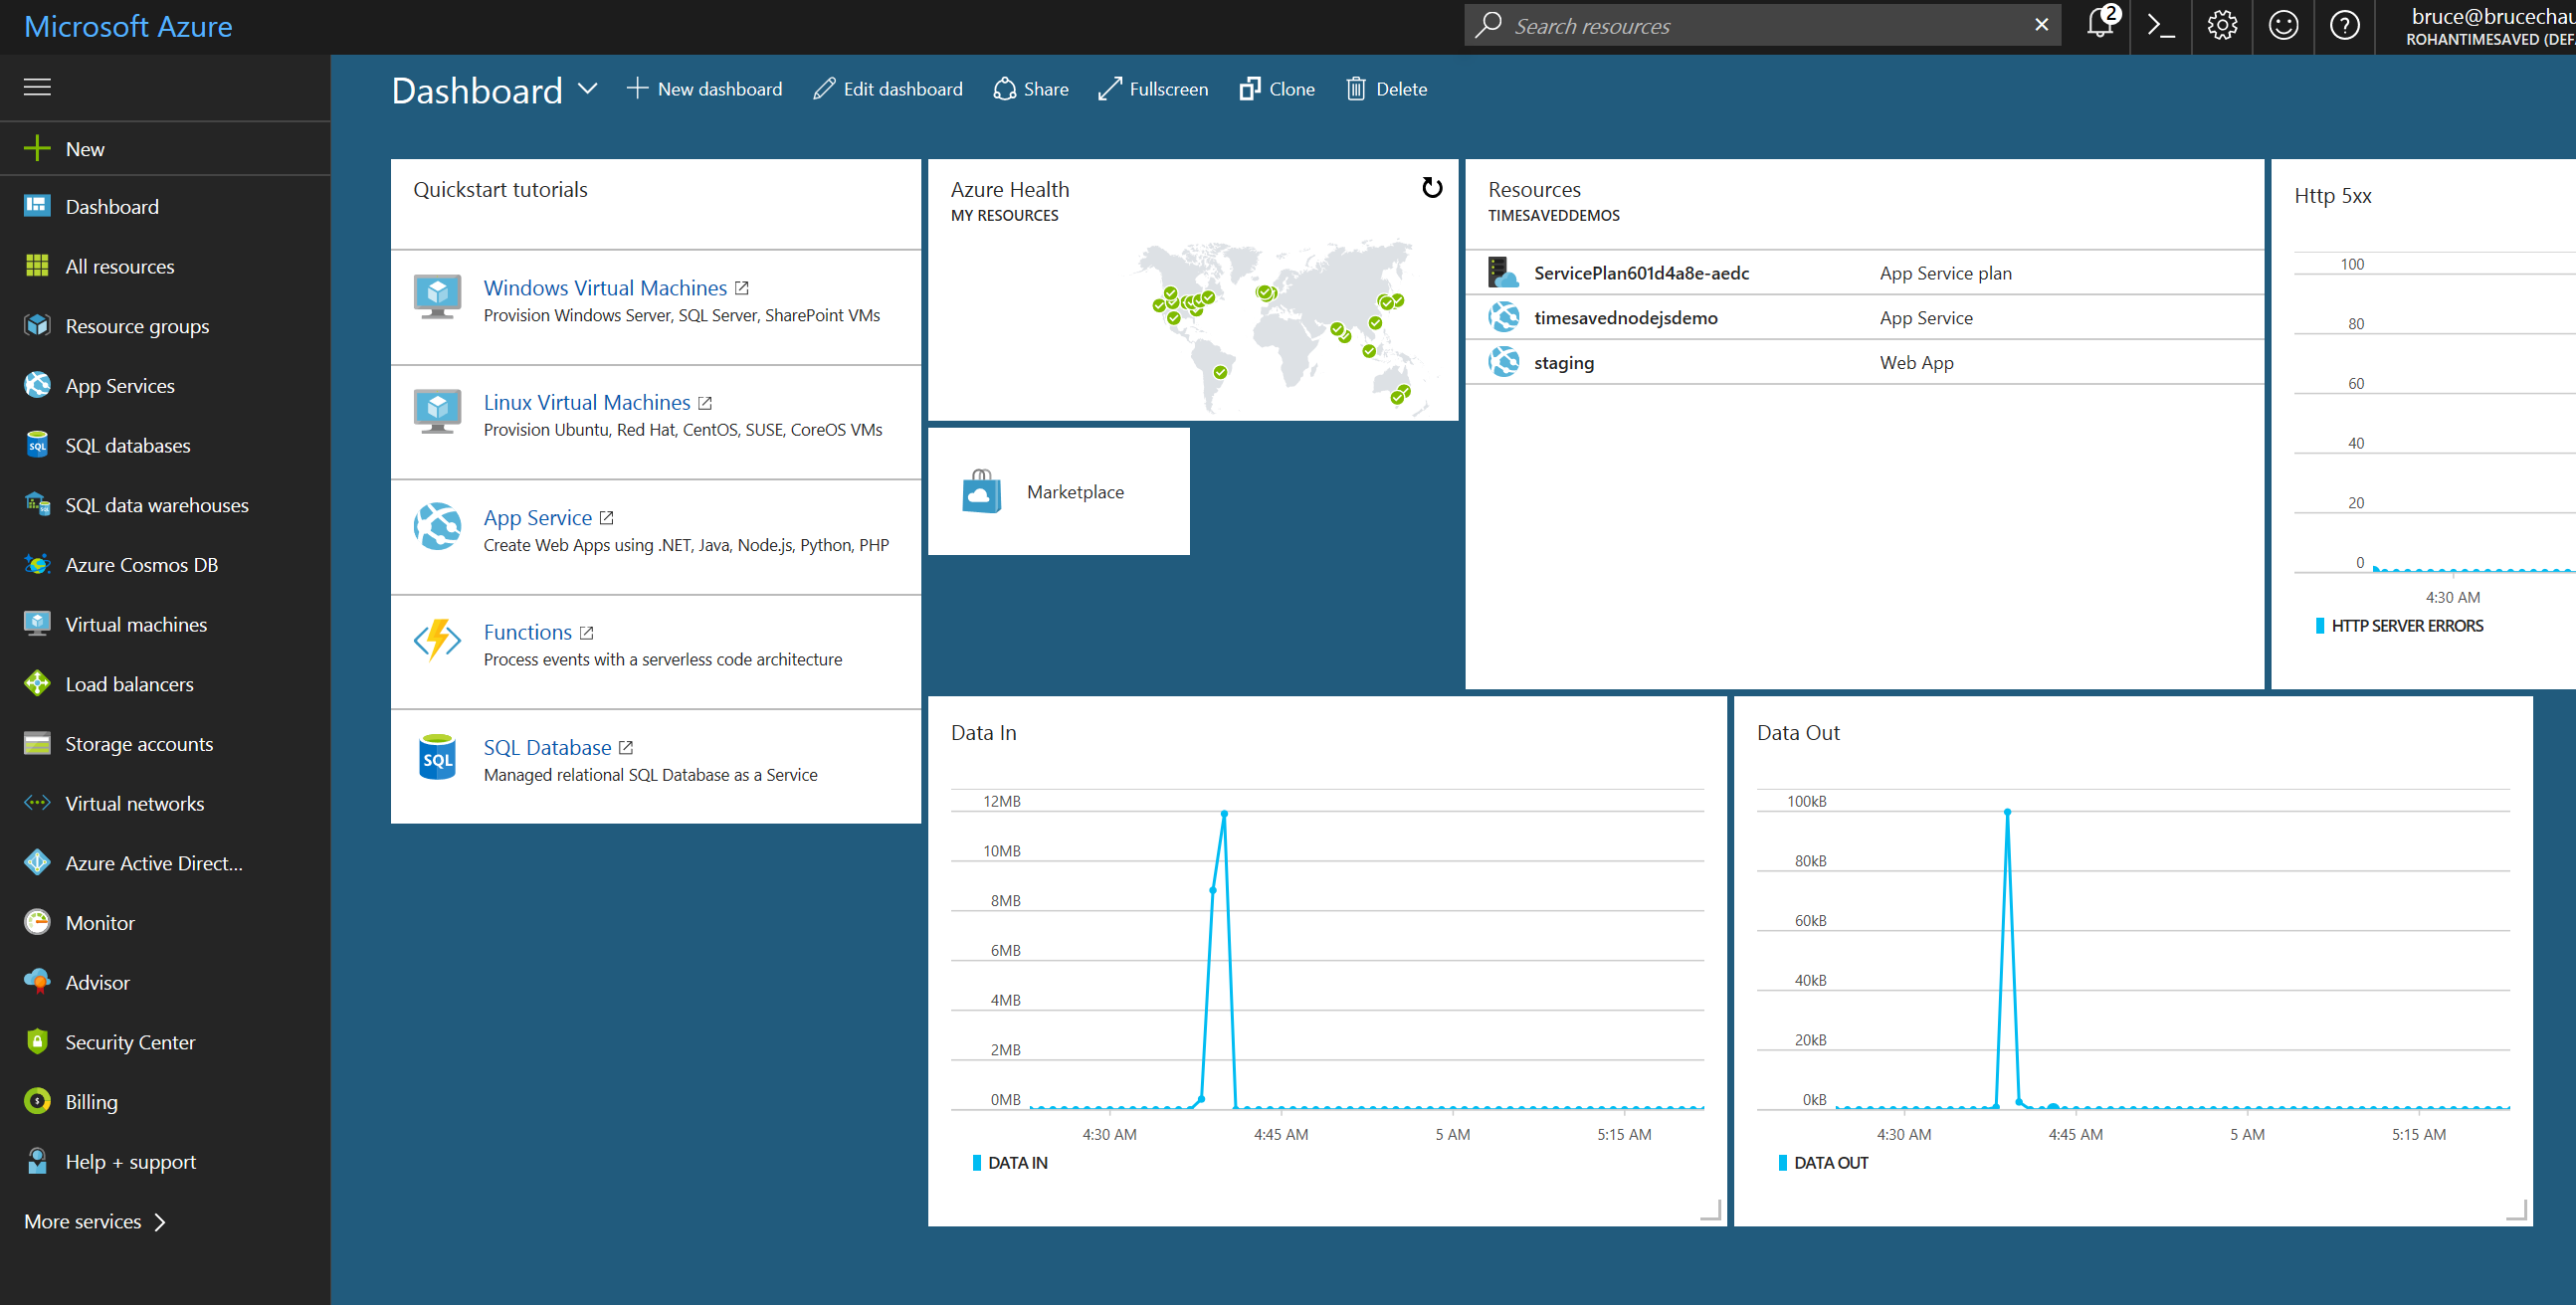 Microsoft Azure
Search resources
2
bruce@brucechau
ROHANTIMESAVED (DEF
Dashboard
New dashboard
Edit dashboard
Share
Fullscreen
Clone
Delete
New
Dashboard
All resources
Resource groups
App Services
SQL databases
SQL data warehouses
Azure Cosmos DB
Virtual machines
Load balancers
Storage accounts
Virtual networks
Azure Active Direct...
Monitor
Advisor
Security Center
Billing
Help + support
More services
Quickstart tutorials
Windows Virtual Machines
Provision Windows Server, SQL Server, SharePoint VMs
Linux Virtual Machines
Provision Ubuntu, Red Hat, CentOS, SUSE, CoreOS VMs
App Service
Create Web Apps using .NET, Java, Node.js, Python, PHP
Functions
Process events with a serverless code architecture
SQL
SQL Database
Managed relational SQL Database as a Service
Azure Health
MY RESOURCES
Marketplace
Resources
TIMESAVEDDEMOS
ServicePlan601d4a8e-aedc App Service plan
timesavednodejsdemo App Service
staging Web App
Http 5xx
100
80
60
40
20
0
4:30 AM
HTTP SERVER ERRORS
Data In
12MB
10MB
8MB
6MB
4MB
2MB
0MB
4:30 AM 4:45 AM 5 AM 5:15 AM
DATA IN
Data Out
100kB
80kB
60kB
40kB
20kB
0kB
4:30 AM 4:45 AM 5 AM 5:15 AM
DATA OUT